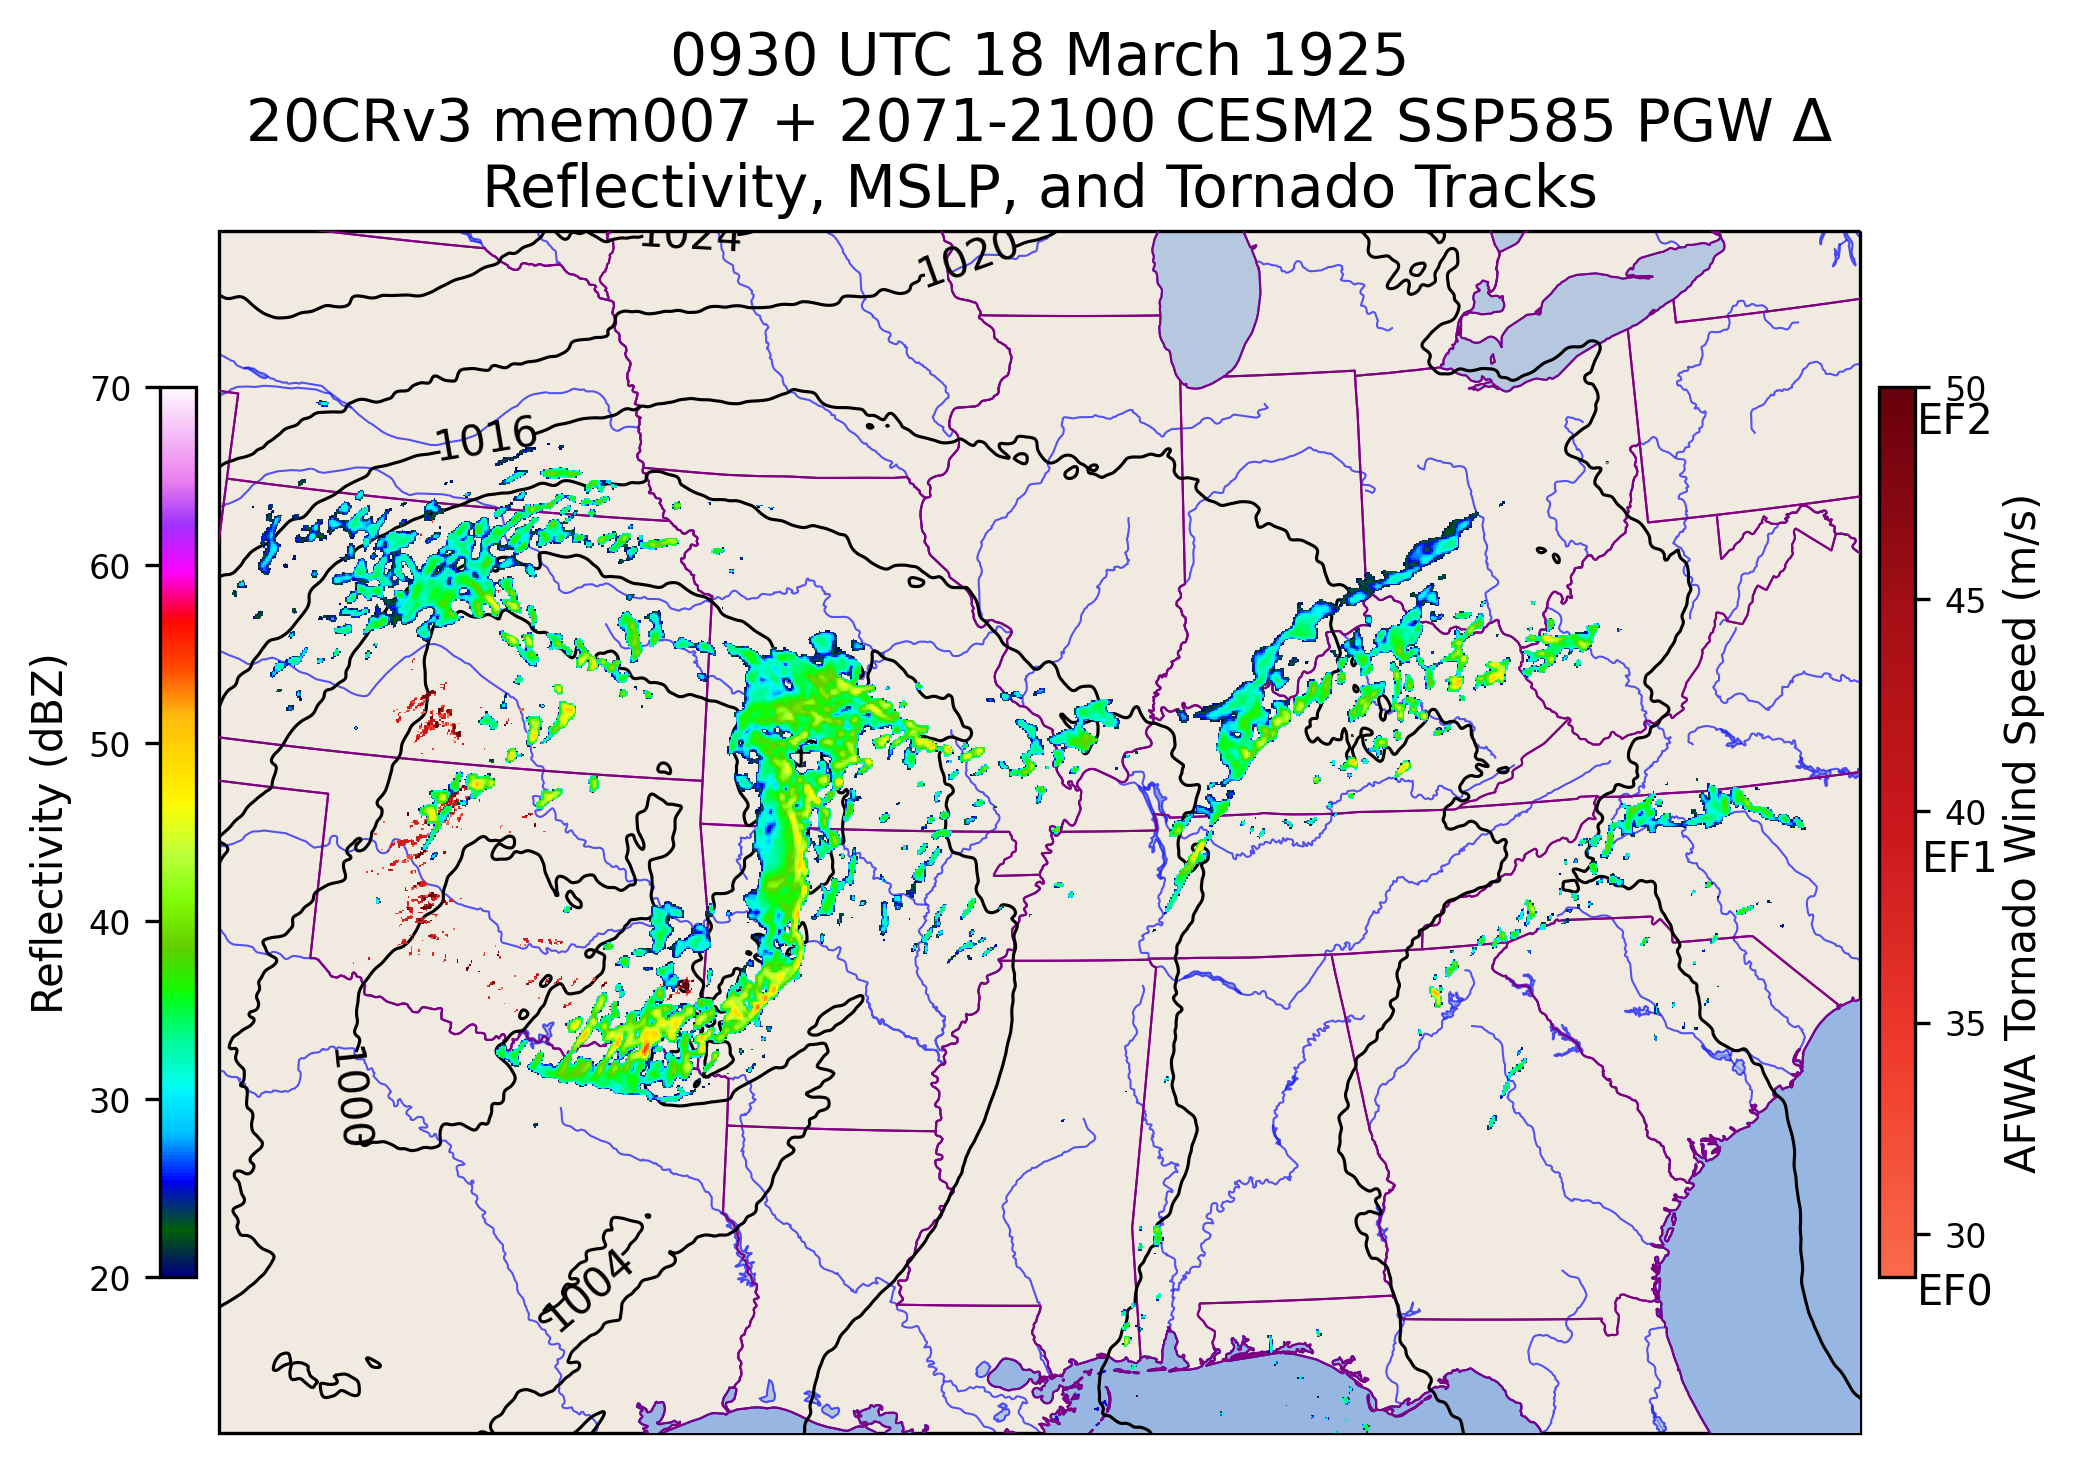 0930 UTC 18 March 1925
20CRv3 mem007 + 2071-2100 CESM2 SSP585 PGW Δ
Reflectivity, MSLP, and Tornado Tracks
1024
1020
1016
1000
1004
70
60
50
40
30
20
Reflectivity (dBZ)
50
EF2
45
40
EF1
35
30
EF0
AFWA Tornado Wind Speed (m/s)